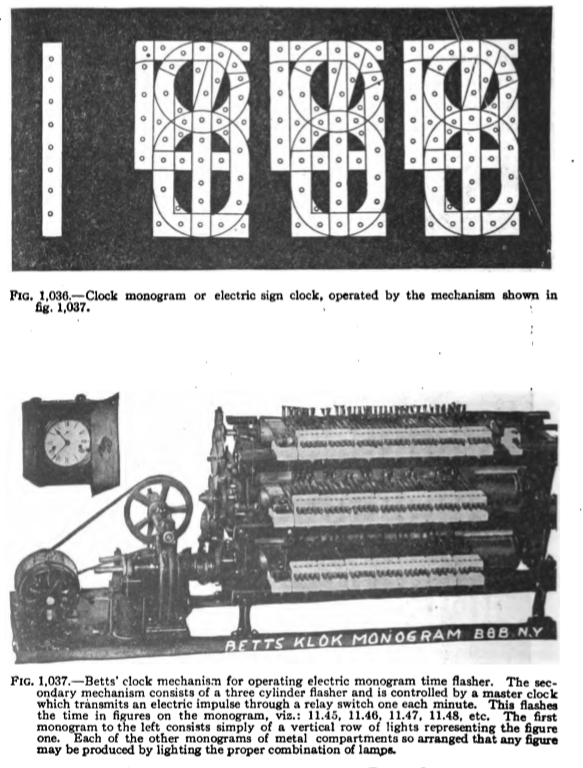 FIG. 1,036.—Clock monogram or electric sign clock, operated by the mechanism shown in
fig. 1,037.
BETTS KLOK MONOGRAM B&B. N.Y
FIG. 1,037.—Betts' clock mechanism for operating electric monogram time flasher. The sec-
ondary mechanism consists of a three cylinder flasher and is controlled by a master clock
which transmits an electric impulse through a relay switch one each minute. This flashes
the time in figures on the monogram, viz.: 11.45, 11.46, 11.47, 11.48, etc. The first
monogram to the left consists simply of a vertical row of lights representing the figure
one. Each of the other monograms of metal compartments so arranged that any figure
may be produced by lighting the proper combination of lamps.